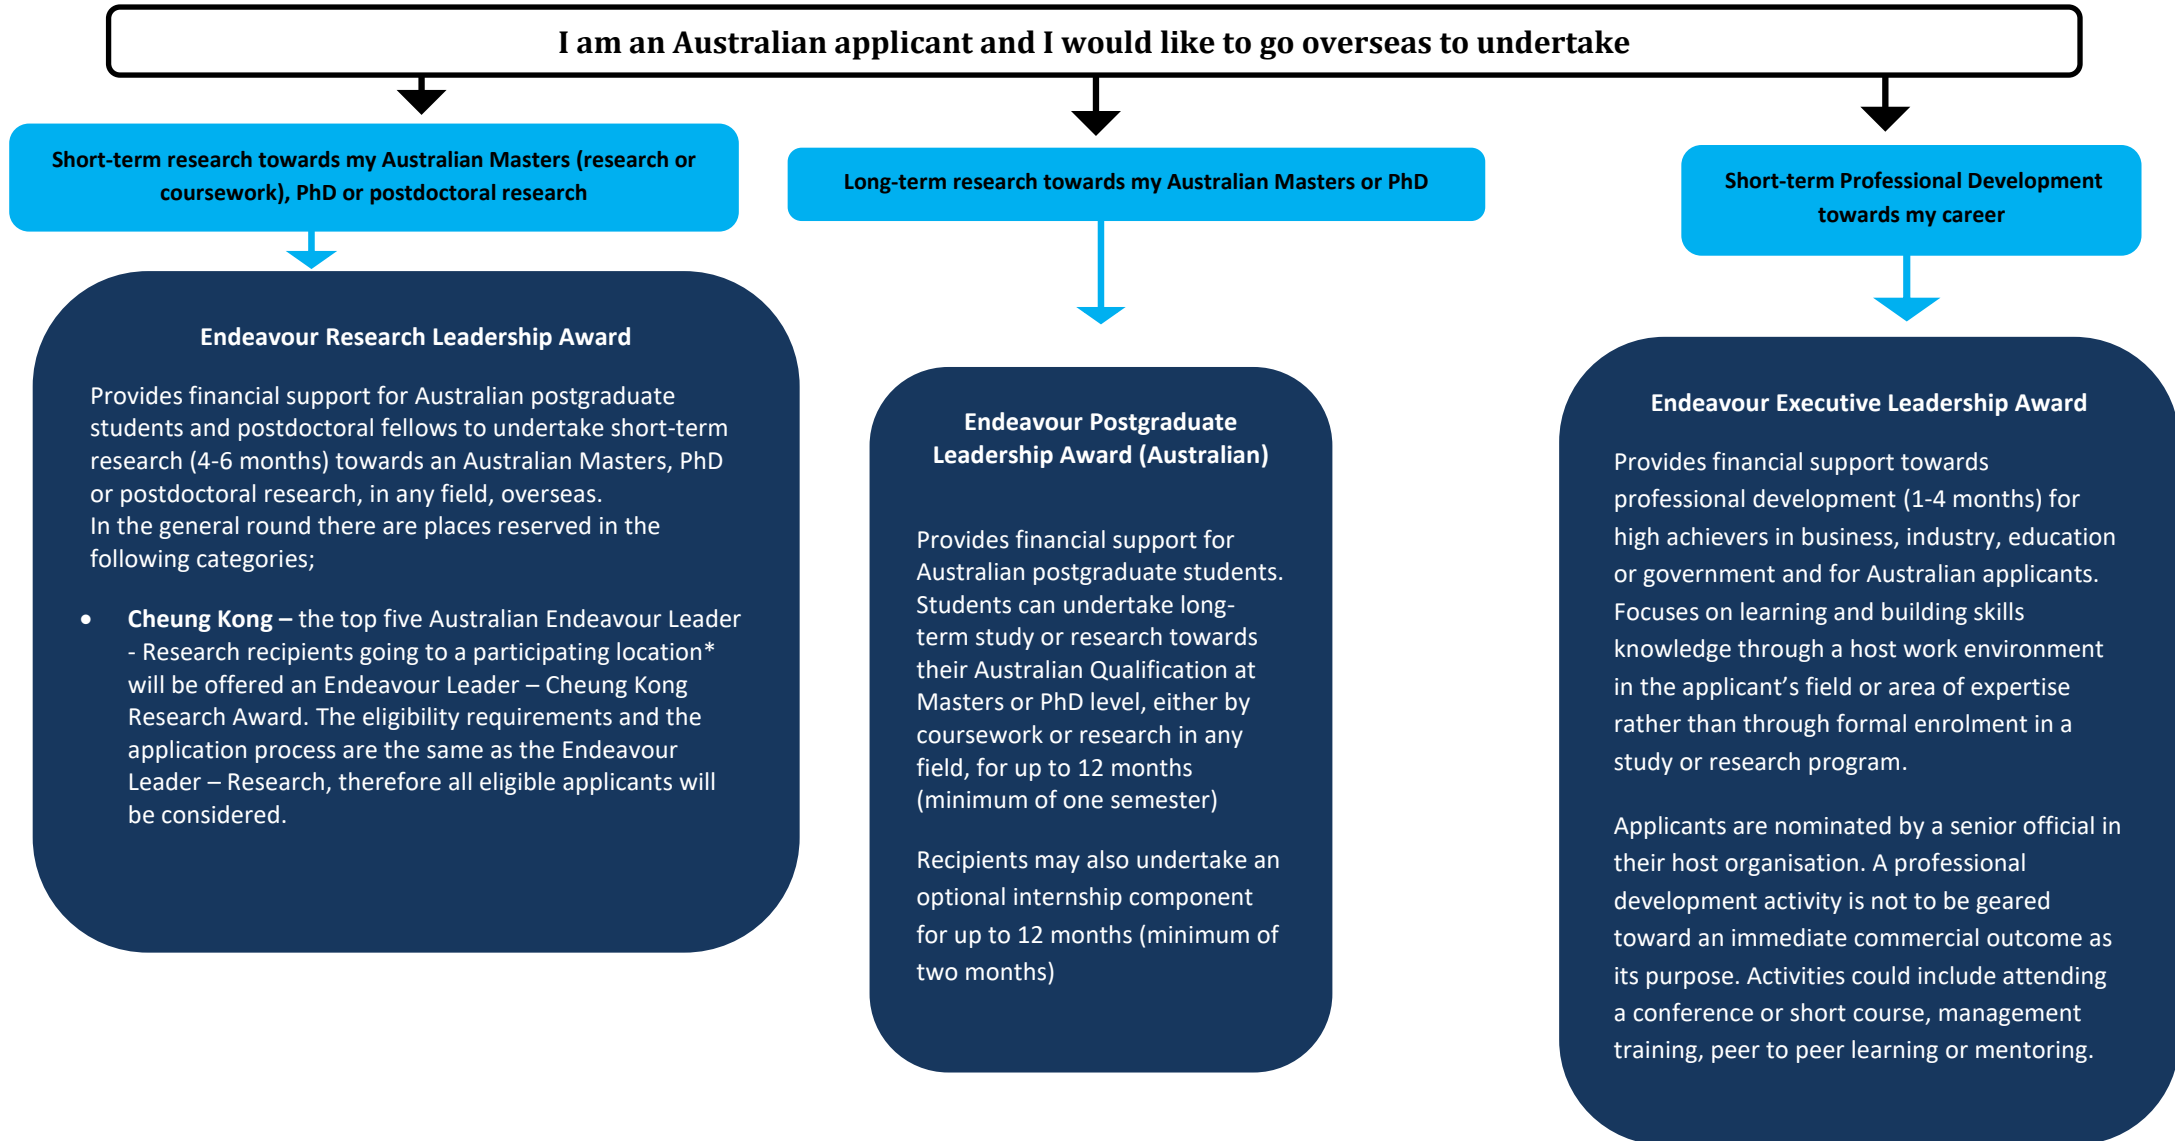 I am an Australian applicant and I would like to go overseas to undertake
Short-term research towards my Australian Masters (research or
coursework), PhD or postdoctoral research
Endeavour Research Leadership Award
Provides financial support for Australian postgraduate
students and postdoctoral fellows to undertake short-term
research (4-6 months) towards an Australian Masters, PhD
or postdoctoral research, in any field, overseas.
In the general round there are places reserved in the
following categories;
• Cheung Kong – the top five Australian Endeavour Leader
- Research recipients going to a participating location*
will be offered an Endeavour Leader – Cheung Kong
Research Award. The eligibility requirements and the
application process are the same as the Endeavour
Leader – Research, therefore all eligible applicants will
be considered.
Long-term research towards my Australian Masters or PhD
Endeavour Postgraduate
Leadership Award (Australian)
Provides financial support for
Australian postgraduate students.
Students can undertake long-
term study or research towards
their Australian Qualification at
Masters or PhD level, either by
coursework or research in any
field, for up to 12 months
(minimum of one semester)
Recipients may also undertake an
optional internship component
for up to 12 months (minimum of
two months)
Short-term Professional Development
towards my career
Endeavour Executive Leadership Award
Provides financial support towards
professional development (1-4 months) for
high achievers in business, industry, education
or government and for Australian applicants.
Focuses on learning and building skills
knowledge through a host work environment
in the applicant’s field or area of expertise
rather than through formal enrolment in a
study or research program.
Applicants are nominated by a senior official in
their host organisation. A professional
development activity is not to be geared
toward an immediate commercial outcome as
its purpose. Activities could include attending
a conference or short course, management
training, peer to peer learning or mentoring.